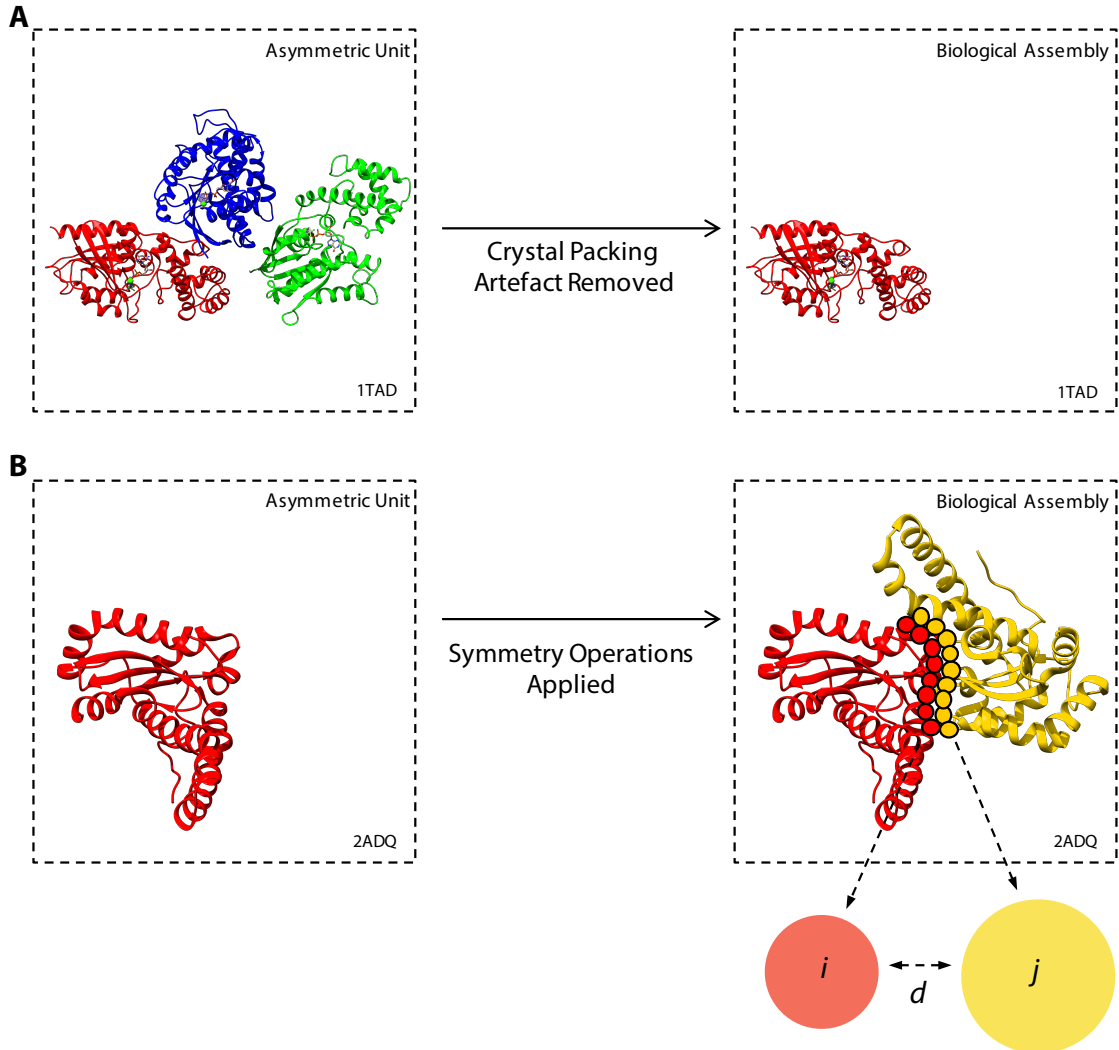 A
Asymmetric Unit
Biological Assembly
Crystal Packing
Artefact Removed
1TAD
1TAD
B
Asymmetric Unit
Biological Assembly
Symmetry Operations
Applied
2ADQ
2ADQ
i
d
j